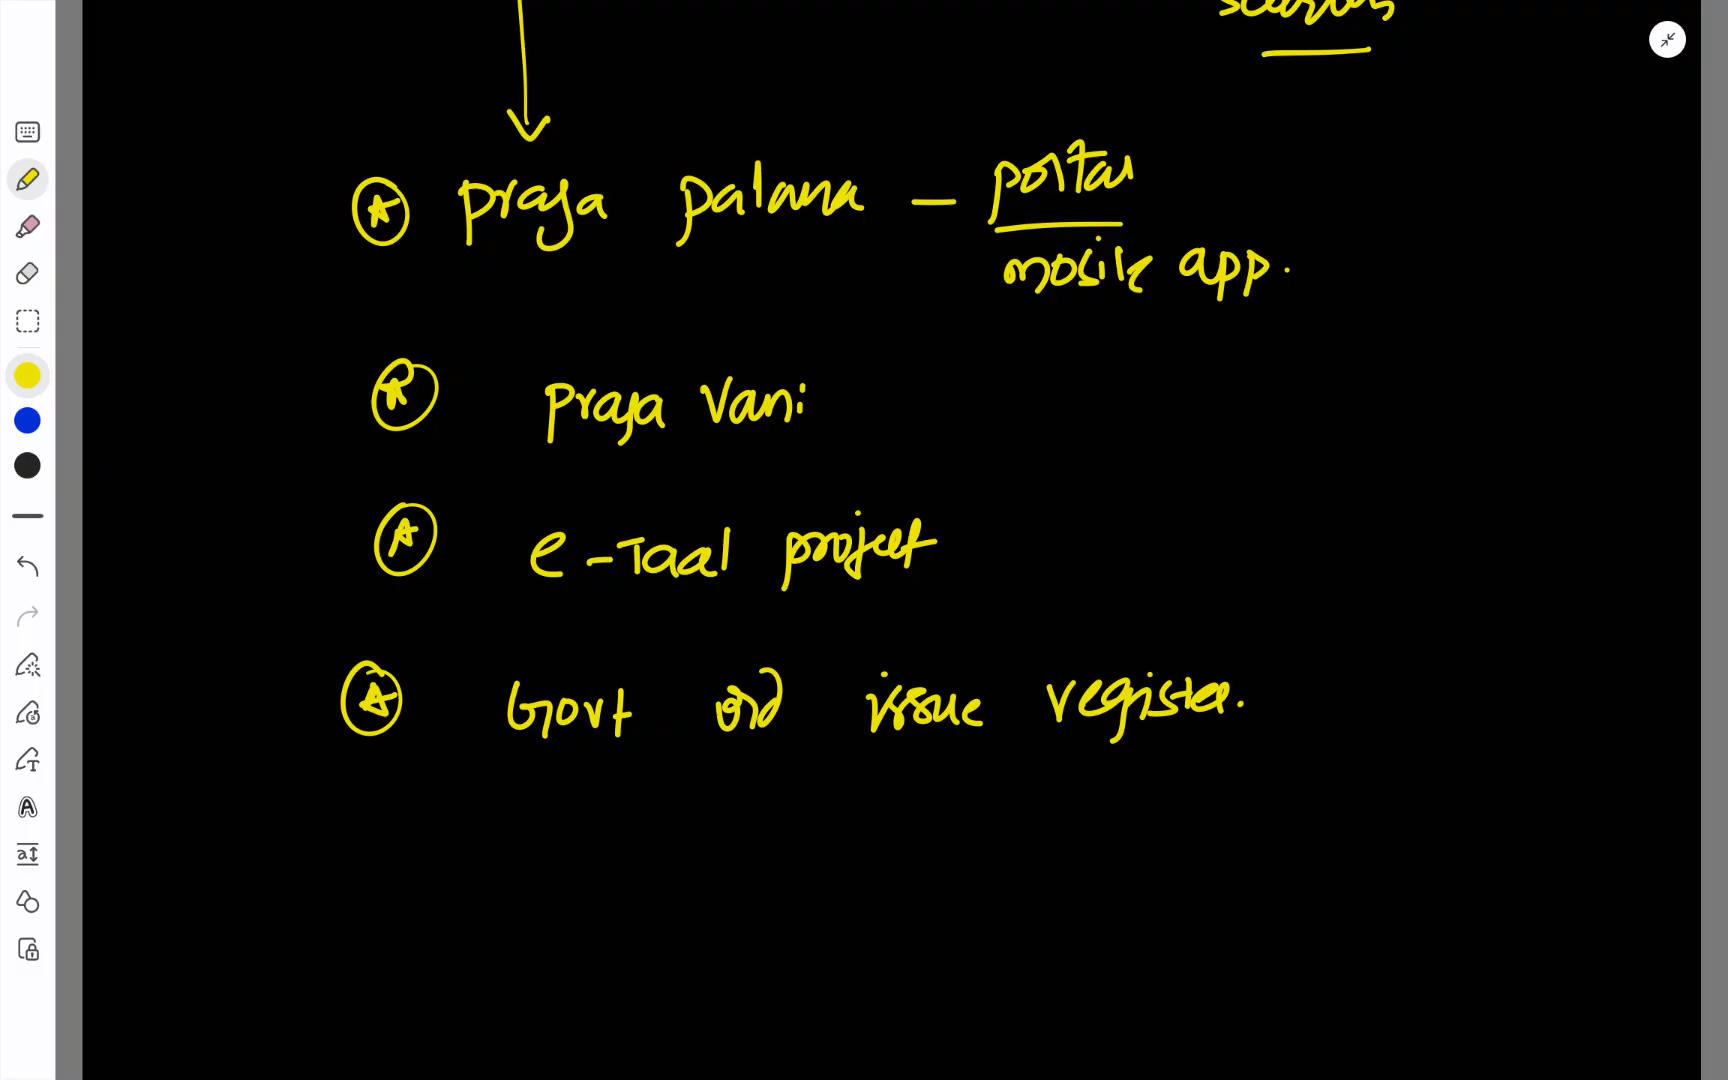 praja palana - portal
mobile app.
Praja Vani
e-Taal project
Govt ord issue register.